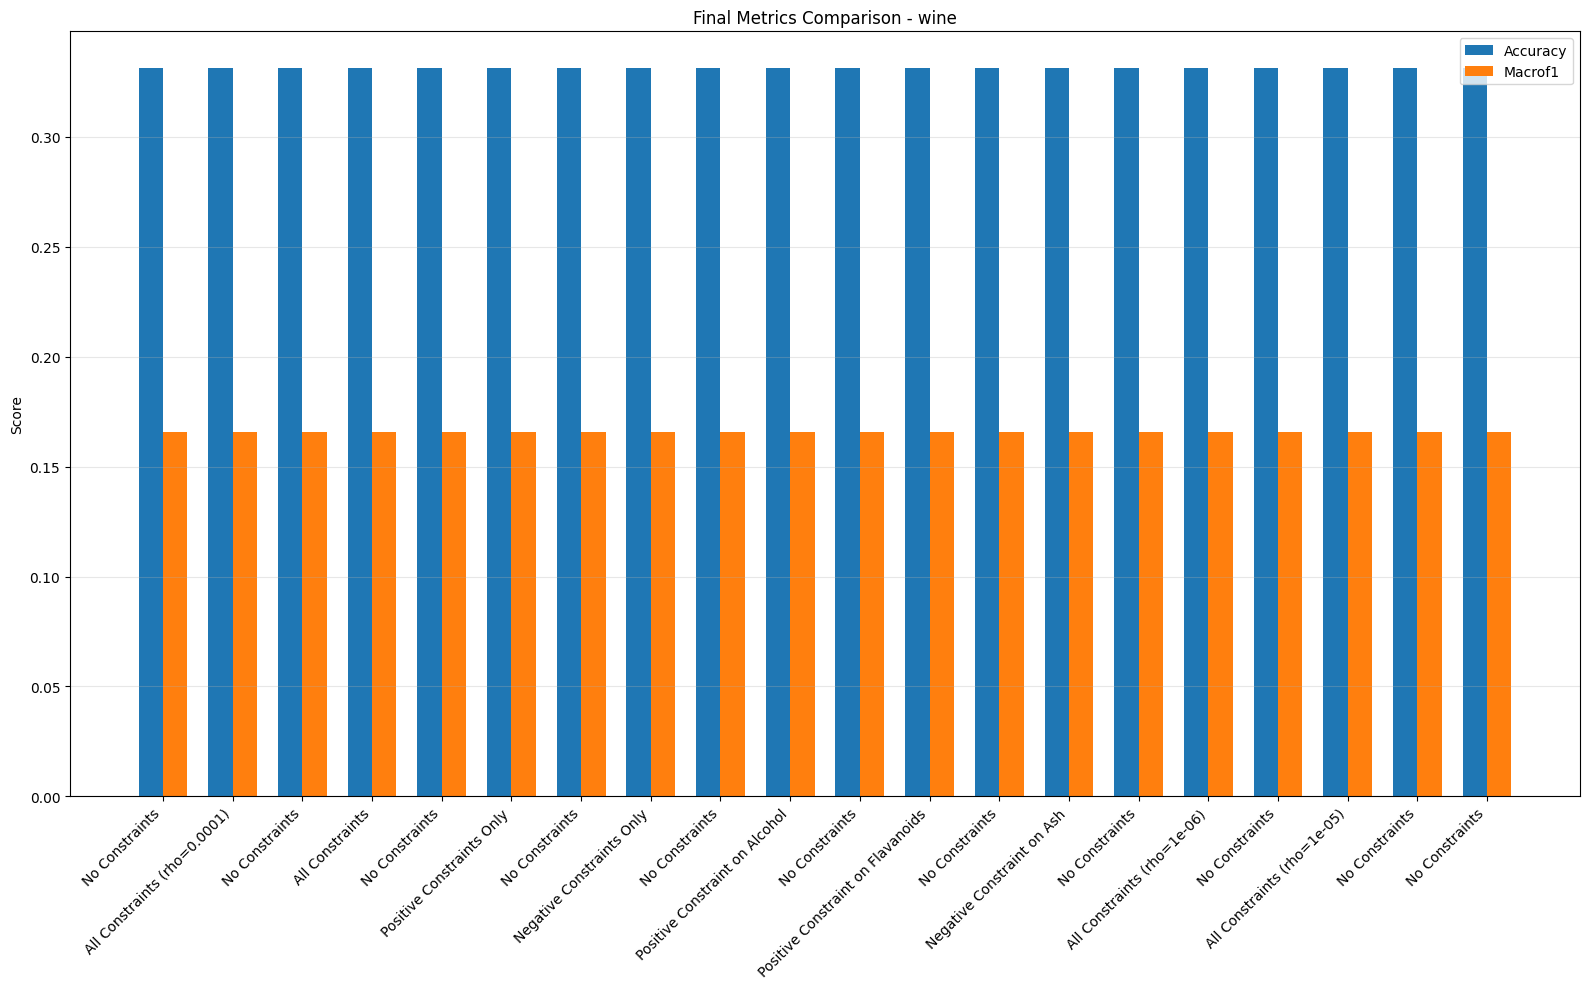 Final Metrics Comparison - wine
Accuracy
Macrof1
Score
0.30
0.25
0.20
0.15
0.10
0.05
0.00
No Constraints
All Constraints (rho=0.0001)
No Constraints
All Constraints
No Constraints
Positive Constraints Only
No Constraints
Negative Constraints Only
No Constraints
Positive Constraint on Alcohol
No Constraints
Positive Constraint on Flavanoids
No Constraints
Negative Constraint on Ash
No Constraints
All Constraints (rho=1e-06)
No Constraints
All Constraints (rho=1e-05)
No Constraints
No Constraints